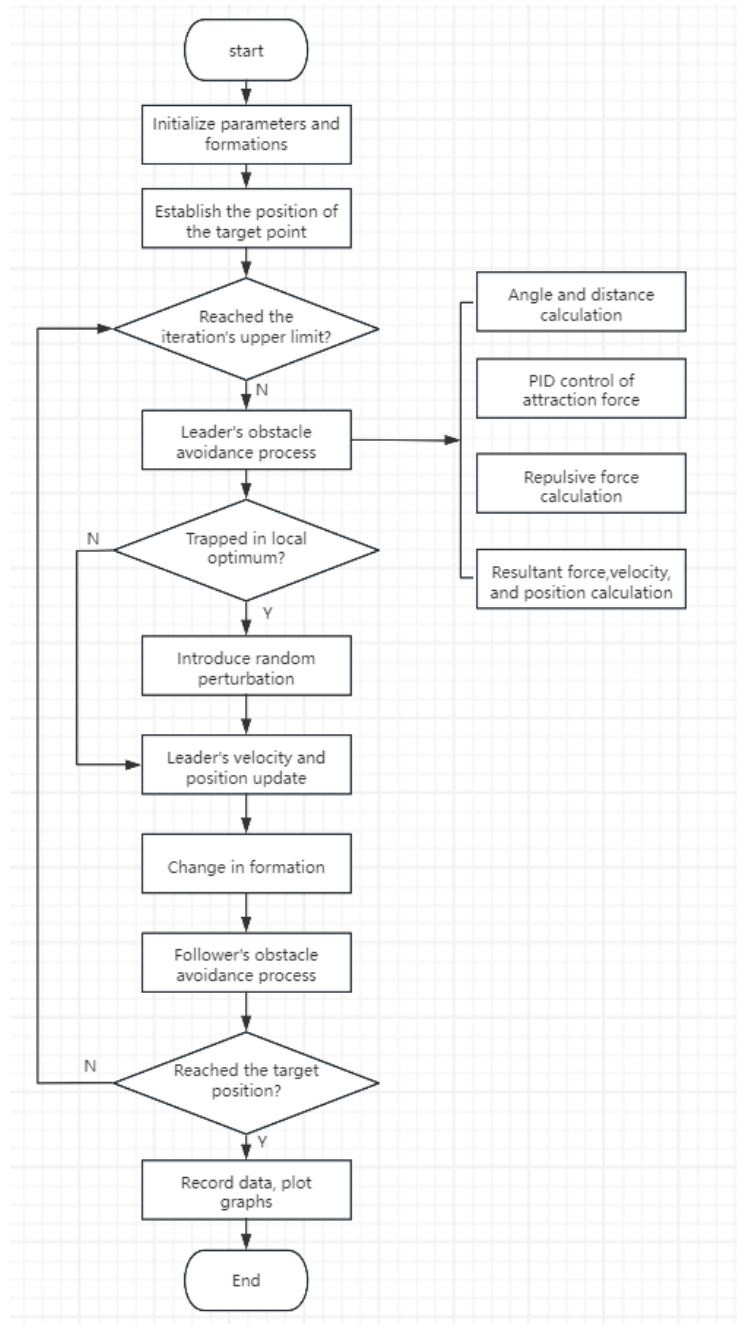 start
Initialize parameters and
formations
Establish the position of
the target point
Reached the
iteration's upper limit?
N
Leader's obstacle
avoidance process
Angle and distance
calculation
PID control of
attraction force
Repulsive force
calculation
Resultant force,velocity,
and position calculation
N
Trapped in local
optimum?
Y
Introduce random
perturbation
Leader's velocity and
position update
Change in formation
Follower's obstacle
avoidance process
N
Reached the target
position?
Y
Record data, plot
graphs
End